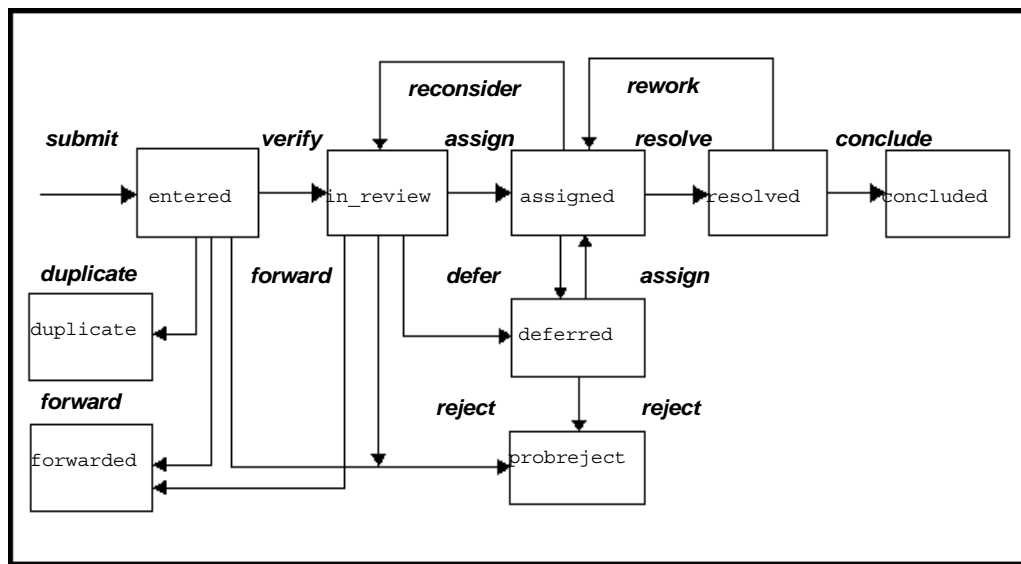 reconsider
rework
submit
verify
assign
resolve
conclude
entered
in_review
assigned
resolved
concluded
duplicate
forward
defer
assign
duplicate
deferred
forward
reject
reject
forwarded
probreject